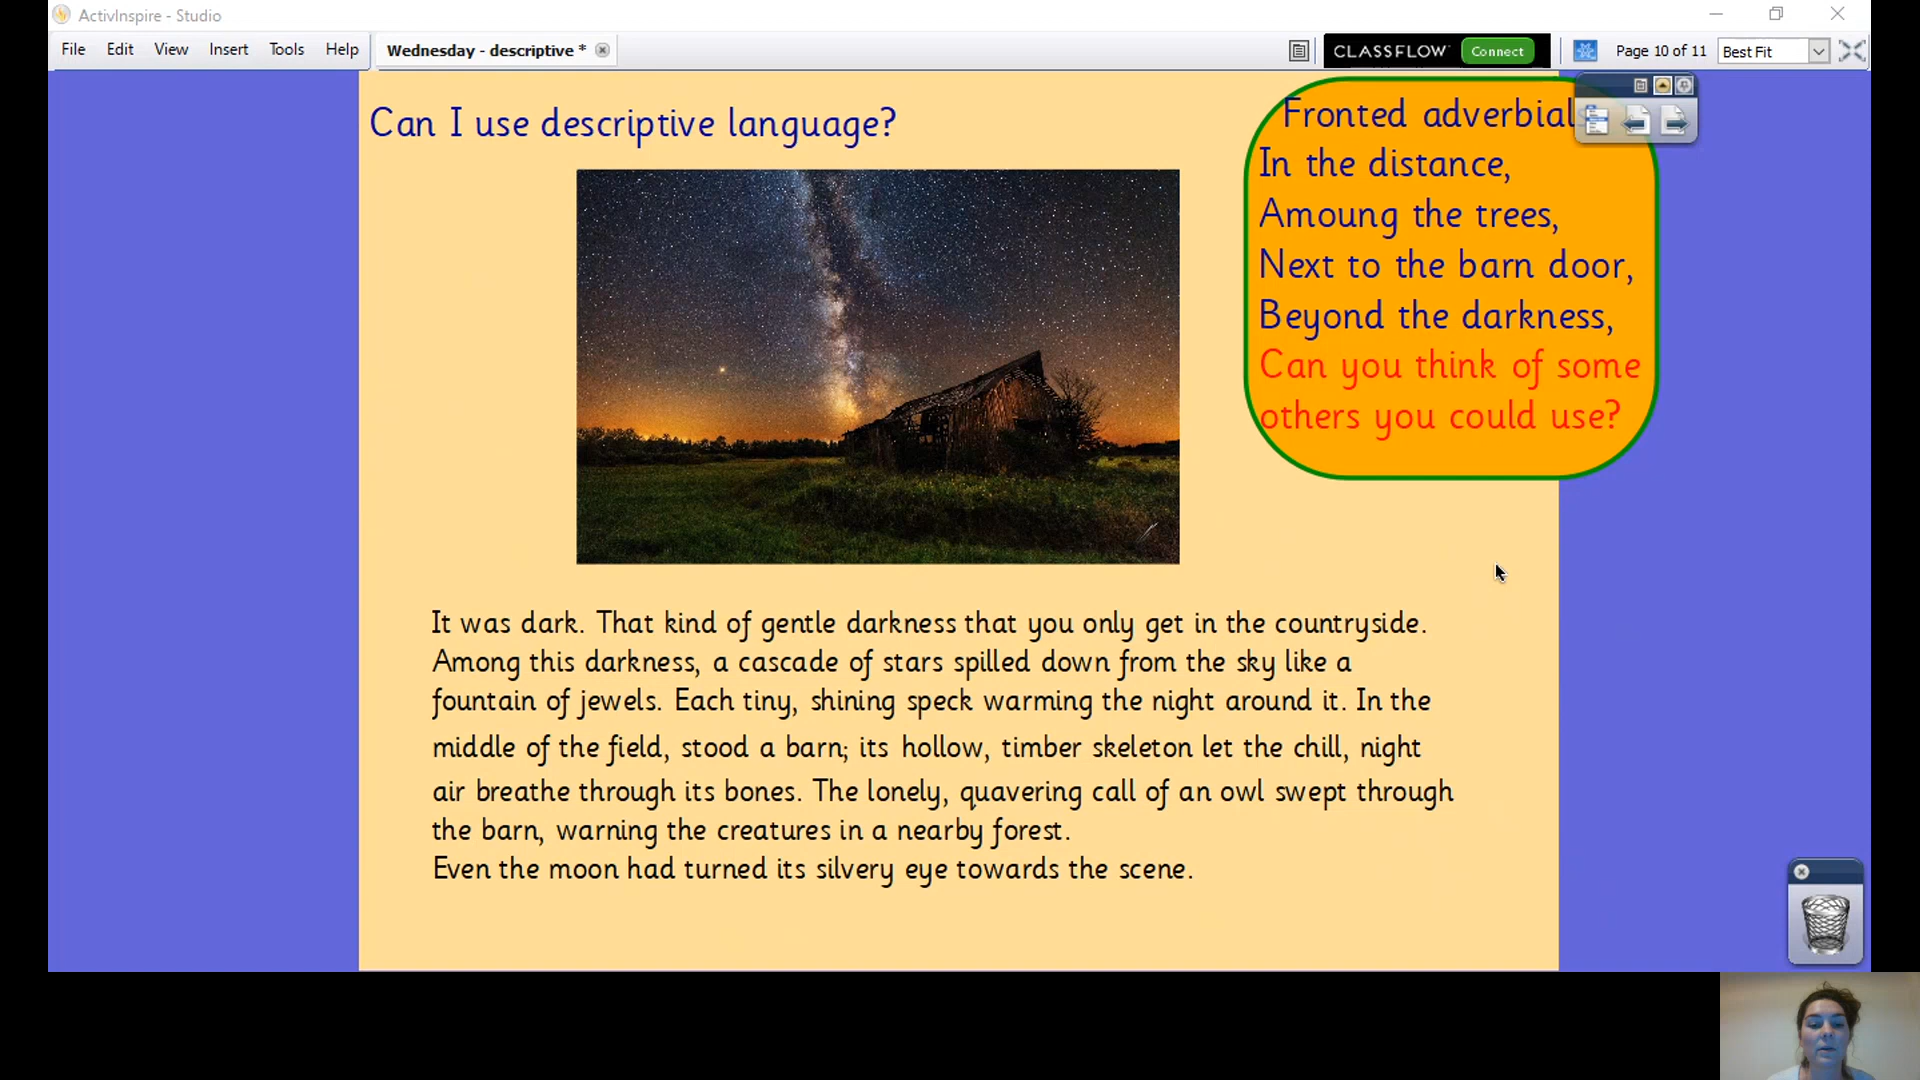 ActivInspire - Studio
File Edit View Insert Tools Help
Wednesday - descriptive *
CLASSFLOW Connect
Page 10 of 11
Best Fit
Can I use descriptive language?
Fronted adverbial
In the distance,
Amoung the trees,
Next to the barn door,
Beyond the darkness,
Can you think of some
others you could use?
It was dark. That kind of gentle darkness that you only get in the countryside.
Among this darkness, a cascade of stars spilled down from the sky like a
fountain of jewels. Each tiny, shining speck warming the night around it. In the
middle of the field, stood a barn; its hollow, timber skeleton let the chill, night
air breathe through its bones. The lonely, quavering call of an owl swept through
the barn, warning the creatures in a nearby forest.
Even the moon had turned its silvery eye towards the scene.